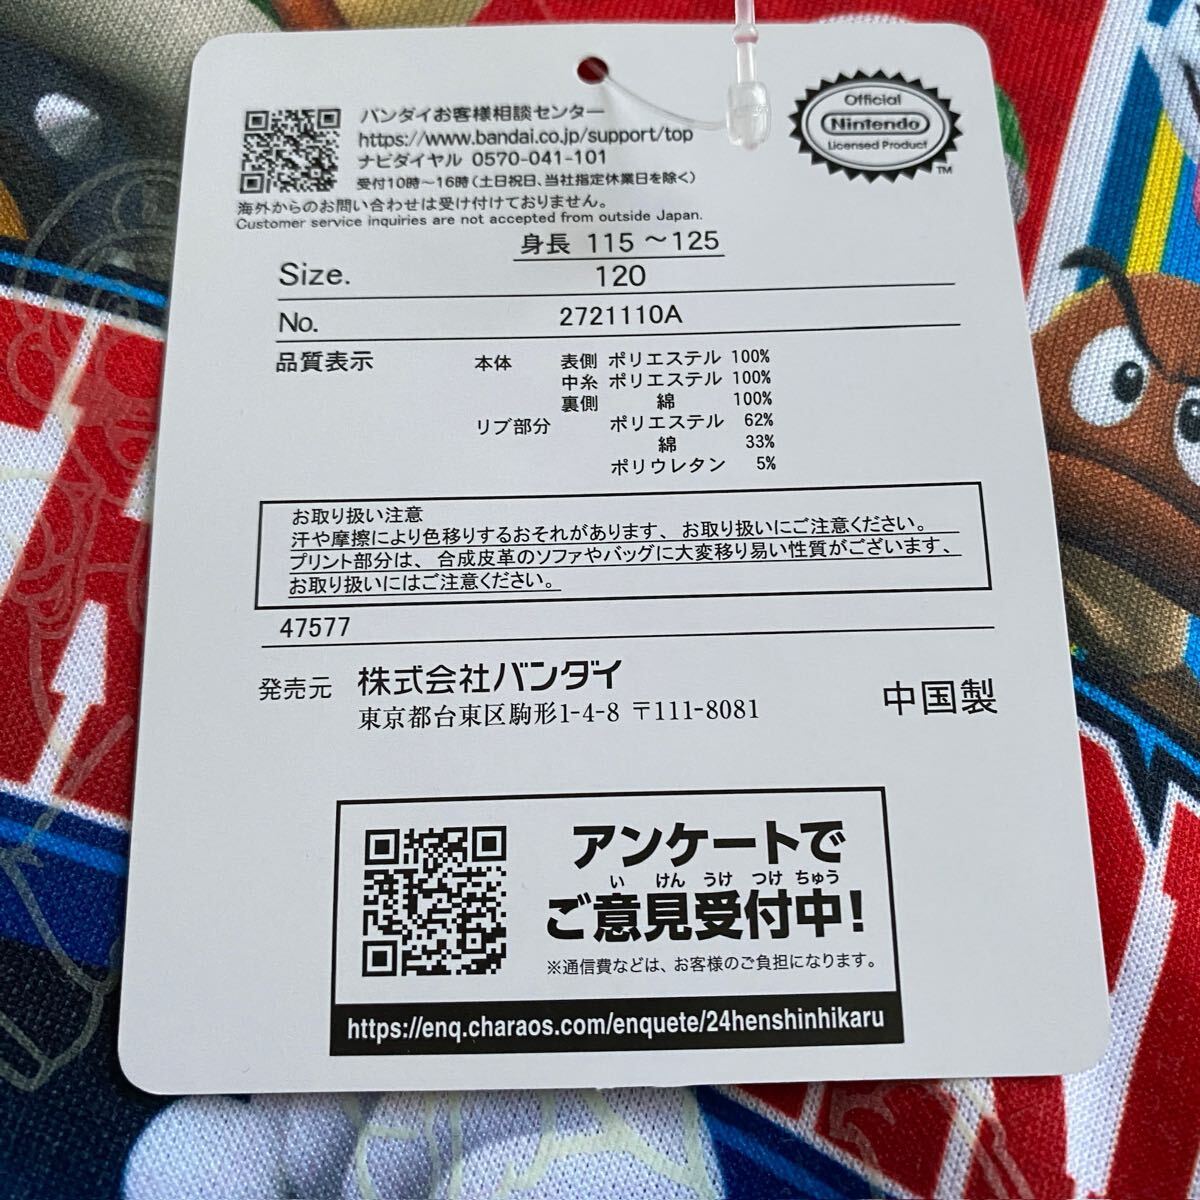 バンダイお客様相談センター
https://www.bandai.co.jp/support/top
ナビダイヤル 0570-041-101
受付10時〜16時(土日祝日、当社指定休業日を除く)
海外からのお問い合わせは受け付けておりません。
Customer service inquiries are not accepted from outside Japan.
Official
Nintendo
Licensed Product
TM
身長 115 〜125
Size. 120
No. 2721110A
品質表示 本体 表側 ポリエステル 100%
中糸 ポリエステル 100%
裏側 綿 100%
リブ部分 ポリエステル 62%
綿 33%
ポリウレタン 5%
お取り扱い注意
汗や摩擦により色移りするおそれがあります、お取り扱いにご注意ください。
プリント部分は、合成皮革のソファやバッグに大変移り易い性質がございます、
お取り扱いにはご注意ください。
47577
発売元 株式会社バンダイ
東京都台東区駒形1-4-8 〒111-8081
中国製
アンケートで
い けん うけ つけ ちゅう
ご意見受付中!
※通信費などは、お客様のご負担になります。
https://enq.charaos.com/enquete/24henshinhikaru